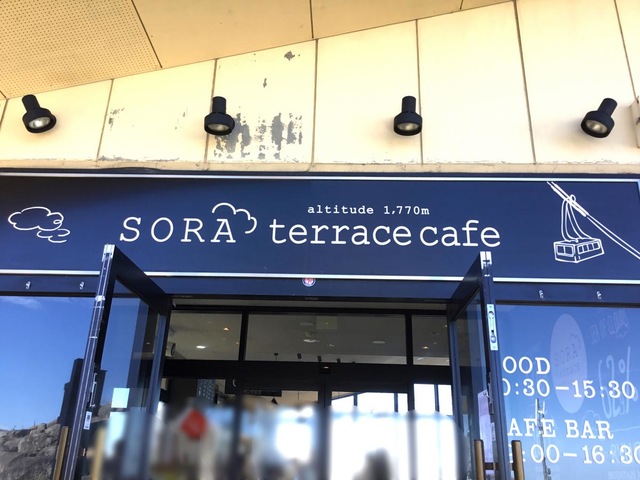 altitude 1,770m
SORA terrace cafe
OOD
0:30-15:30
AFE BAR
:00-16:30